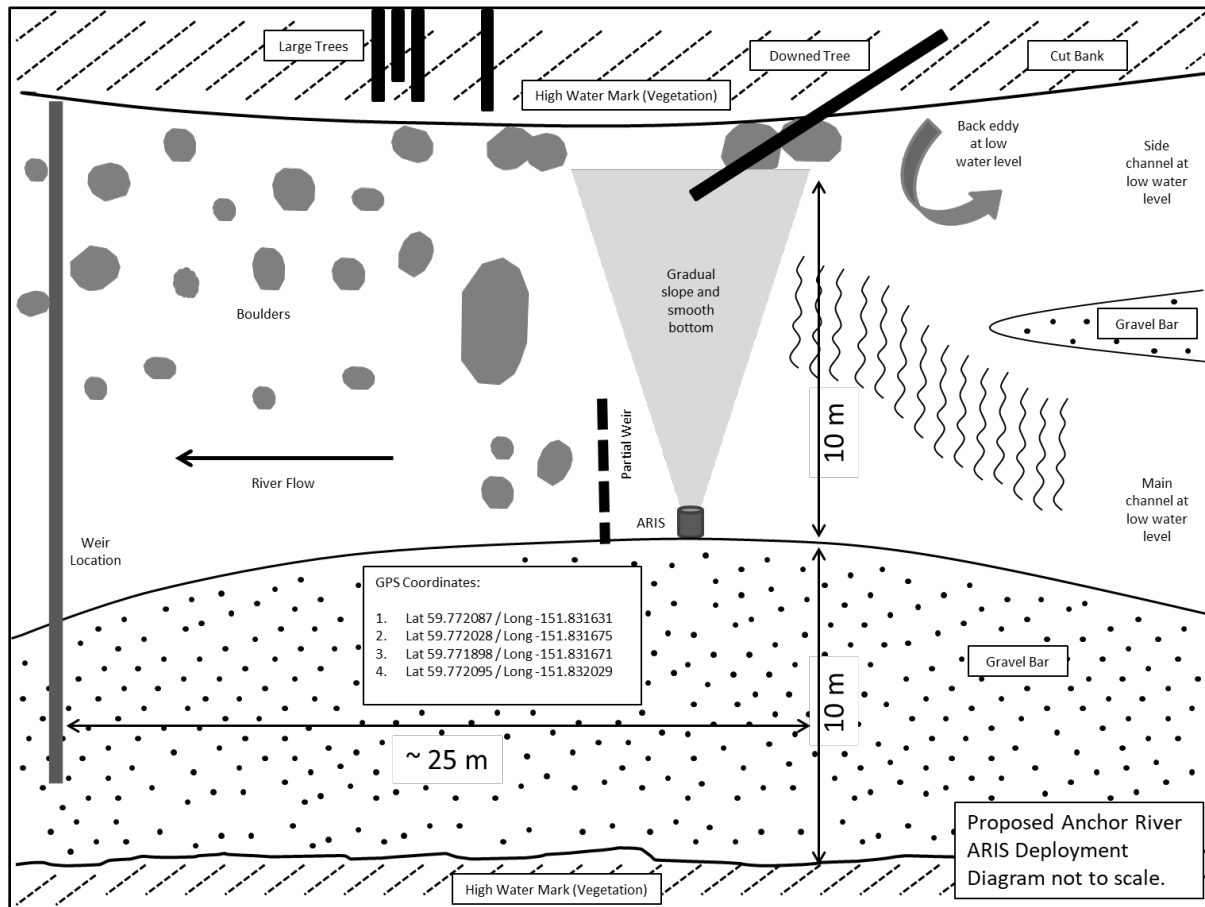 Large Trees
Downed Tree
Cut Bank
High Water Mark (Vegetation)
Back eddy
at low
water level
Side
channel at
low water
level
Gradual
slope and
smooth
bottom
Boulders
Gravel Bar
10 m
Partial Weir
River Flow
ARIS
Main
channel at
low water
level
Weir
Location
GPS Coordinates:
1. Lat 59.772087 / Long -151.831631
2. Lat 59.772028 / Long -151.831675
3. Lat 59.771898 / Long -151.831671
4. Lat 59.772095 / Long -151.832029
Gravel Bar
10 m
~ 25 m
Proposed Anchor River
ARIS Deployment
Diagram not to scale.
High Water Mark (Vegetation)